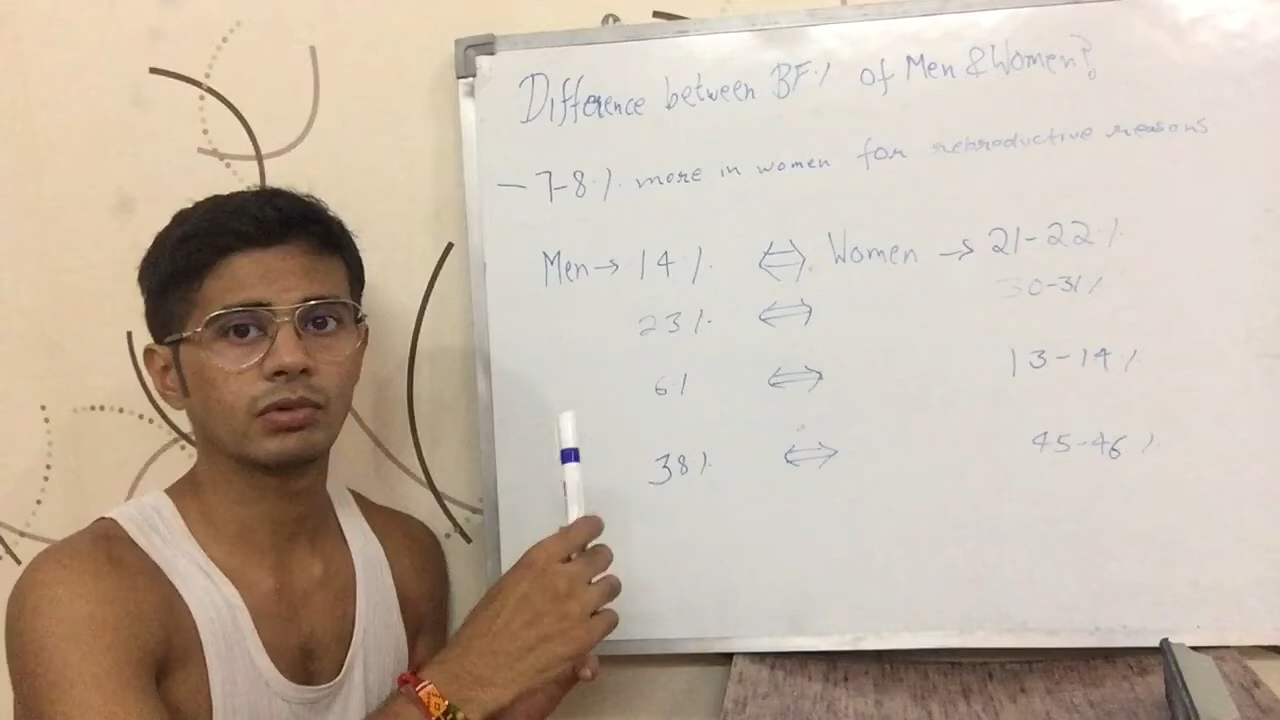 Difference between BF% of Men & Women?
— 7-8% more in women for reproductive reasons
Men → 14% ⇔ Women → 21-22%
23% ⇔ 30-31%
6% ⇔ 13-14%
38% ⇔ 45-46%